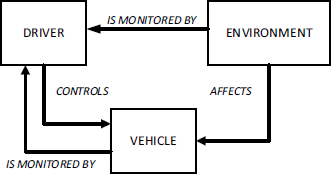 IS MONITORED BY
DRIVER
ENVIRONMENT
CONTROLS
AFFECTS
VEHICLE
IS MONITORED BY